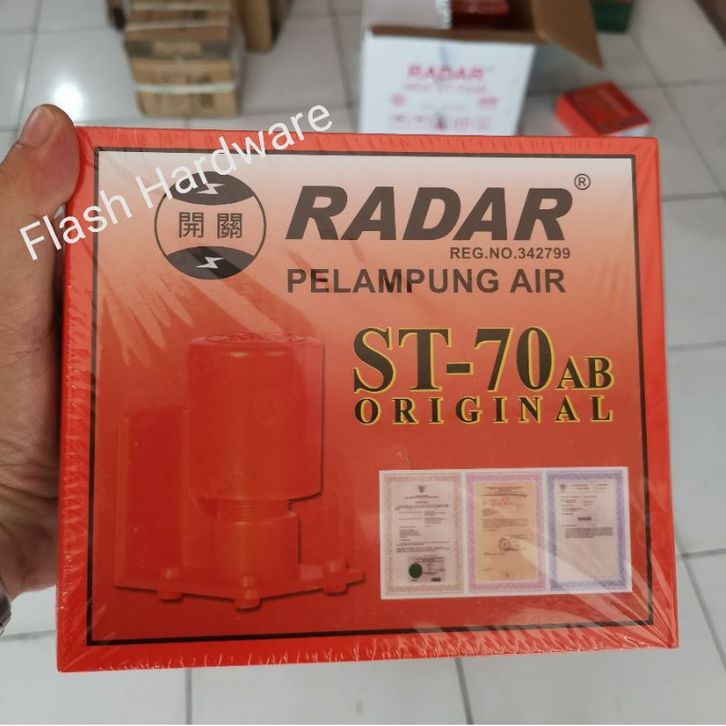 RADAR
Flash Hardware
開關
RADAR®
REG.NO.342799
PELAMPUNG AIR
ST-70AB
ORIGINAL